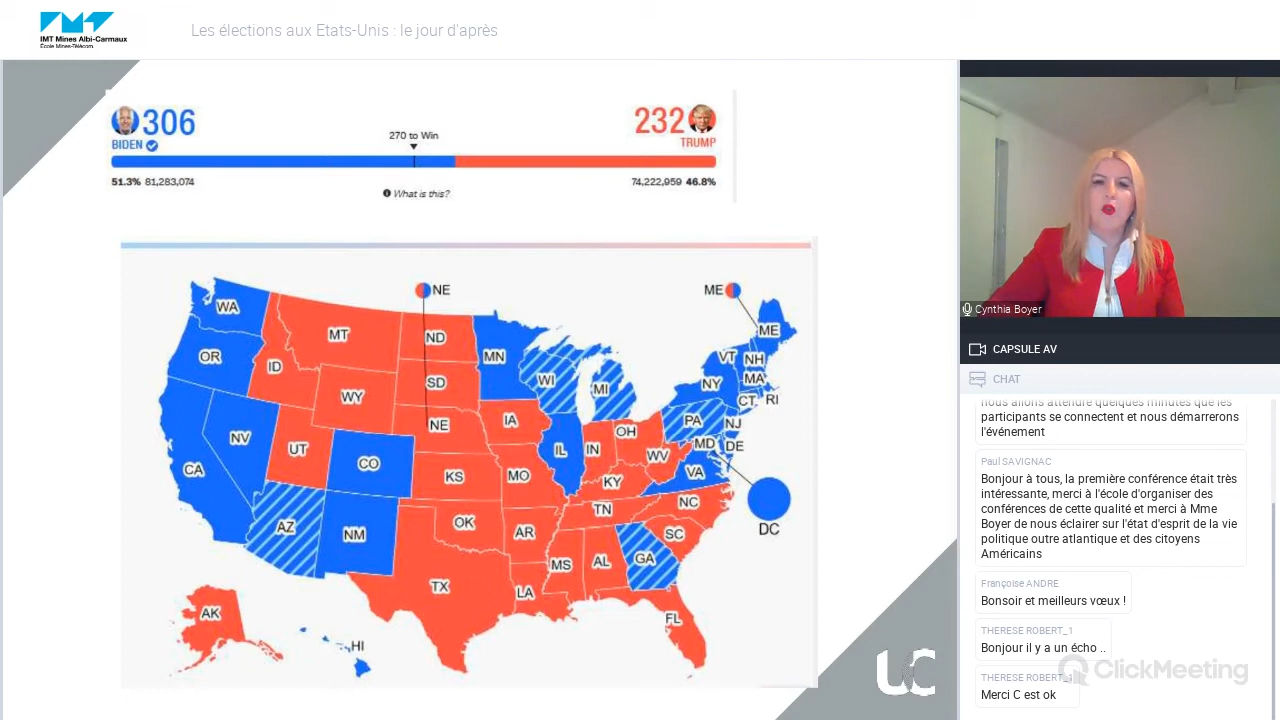 IMT Mines Albi-Carmaux
École Mines-Télécom
Les élections aux Etats-Unis : le jour d'après
306
BIDEN
270 to Win
232
TRUMP
51.3% 81,283,074
What is this?
74,222,959 46.8%
NE
ME
WA
MT
ND
MN
ME
OR
ID
SD
WI
MI
VT
NH
WY
NY
MA
NE
IA
CT
RI
PA
NJ
NV
UT
CO
IL
IN
OH
MD
DE
CA
KS
MO
WV
VA
KY
DC
AZ
NM
OK
TN
NC
AR
SC
MS
AL
GA
TX
LA
AK
FL
HI
UC
Cynthia Boyer
CAPSULE AV
CHAT
nous allons attendre quelques minutes que les
participants se connectent et nous démarrerons
l'événement
Paul SAVIGNAC
Bonjour à tous, la première conférence était très
intéressante, merci à l'école d'organiser des
conférences de cette qualité et merci à Mme
Boyer de nous éclairer sur l'état d'esprit de la vie
politique outre atlantique et des citoyens
Américains
Françoise ANDRE
Bonsoir et meilleurs vœux !
THERESE ROBERT_1
Bonjour il y a un écho ..
THERESE ROBERT_1
Merci C est ok
ClickMeeting